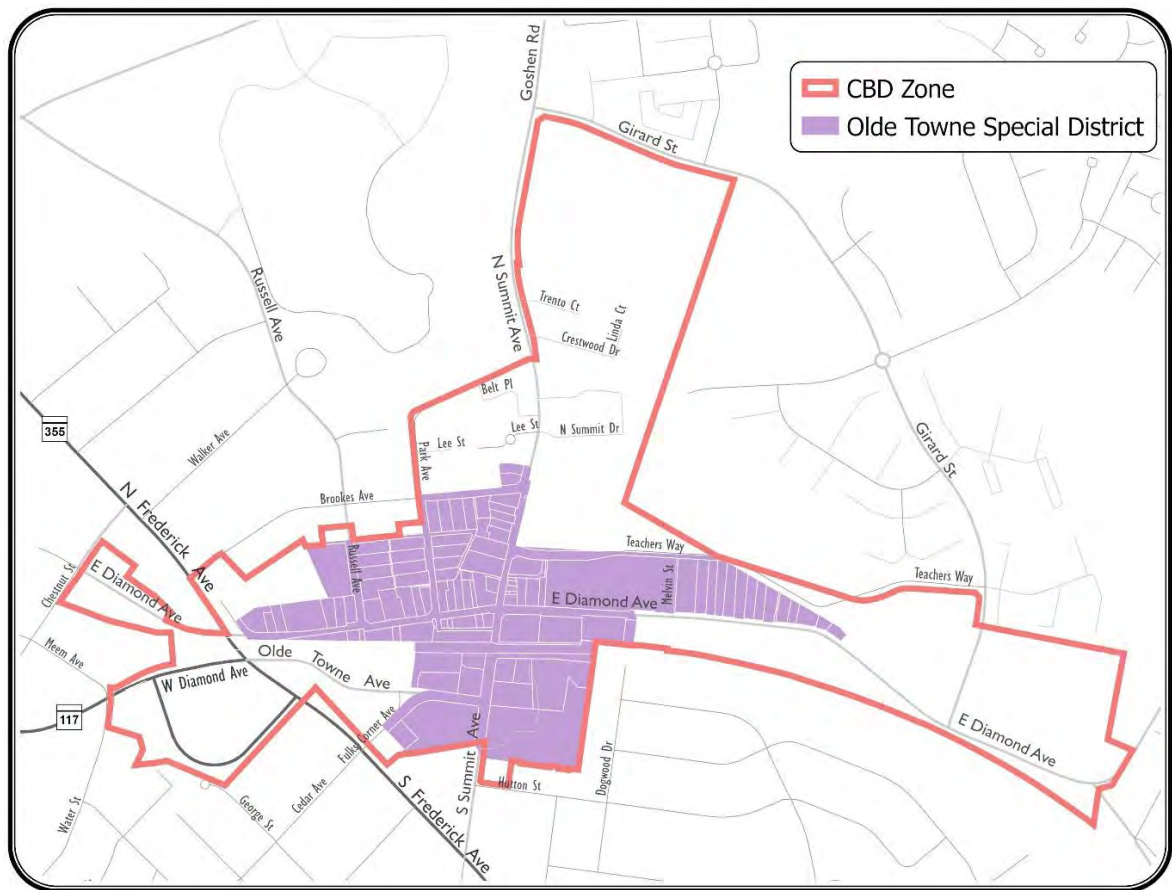 Goshen Rd
CBD Zone
Olde Towne Special District
Girard St
Russell Ave
N Summit Ave
Trento Ct
Linda Ct
Crestwood Dr
Belt Pl
355
Lee St
Lee St
N Summit Dr
Park Ave
Walker Ave
Girard St
N Frederick Ave
Brookes Ave
Chestnut St
E Diamond Ave
Russell Ave
Teachers Way
Melvin St
Teachers Way
E Diamond Ave
Meem Ave
Olde Towne Ave
W Diamond Ave
117
Fulks Corner Ave
S Summit Ave
E Diamond Ave
Dogwood Dr
Hutton St
Water St
George St
Cedar Ave
S Frederick Ave